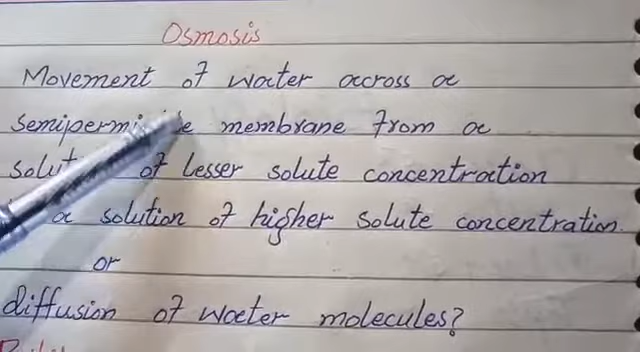 Osmosis
Movement of water across a
membrane from a
of lesser solute concentration
a solution of higher solute concentration.
or
diffusion of water molecules?